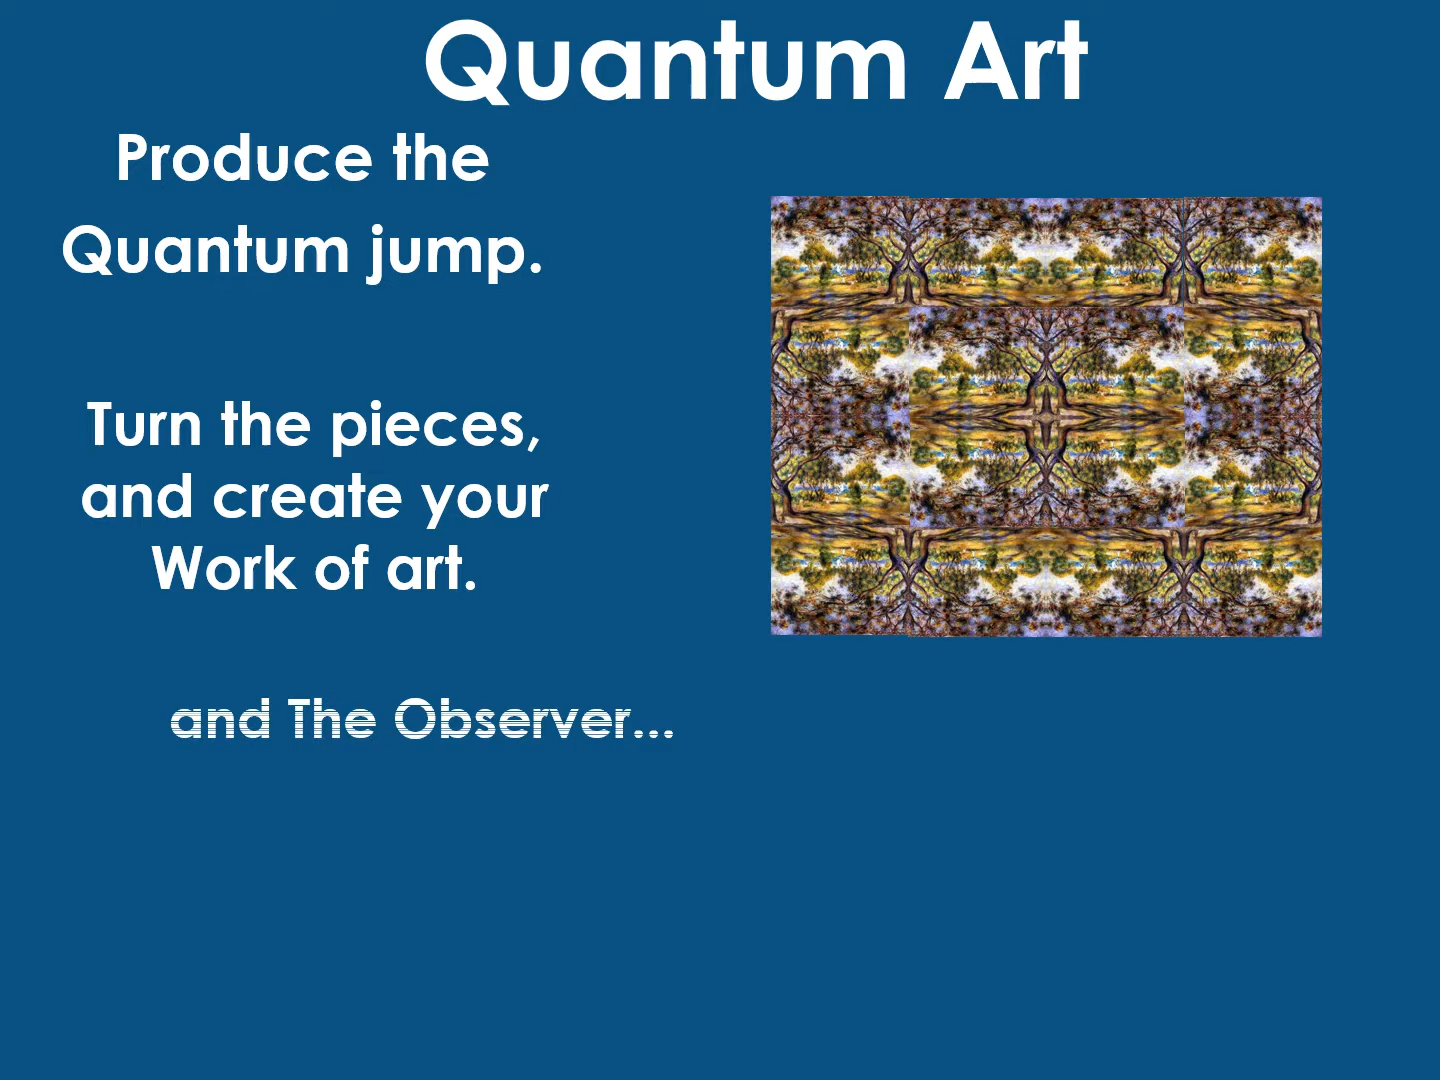 Quantum Art
Produce the
Quantum jump.
Turn the pieces,
and create your
Work of art.
and The Observer...